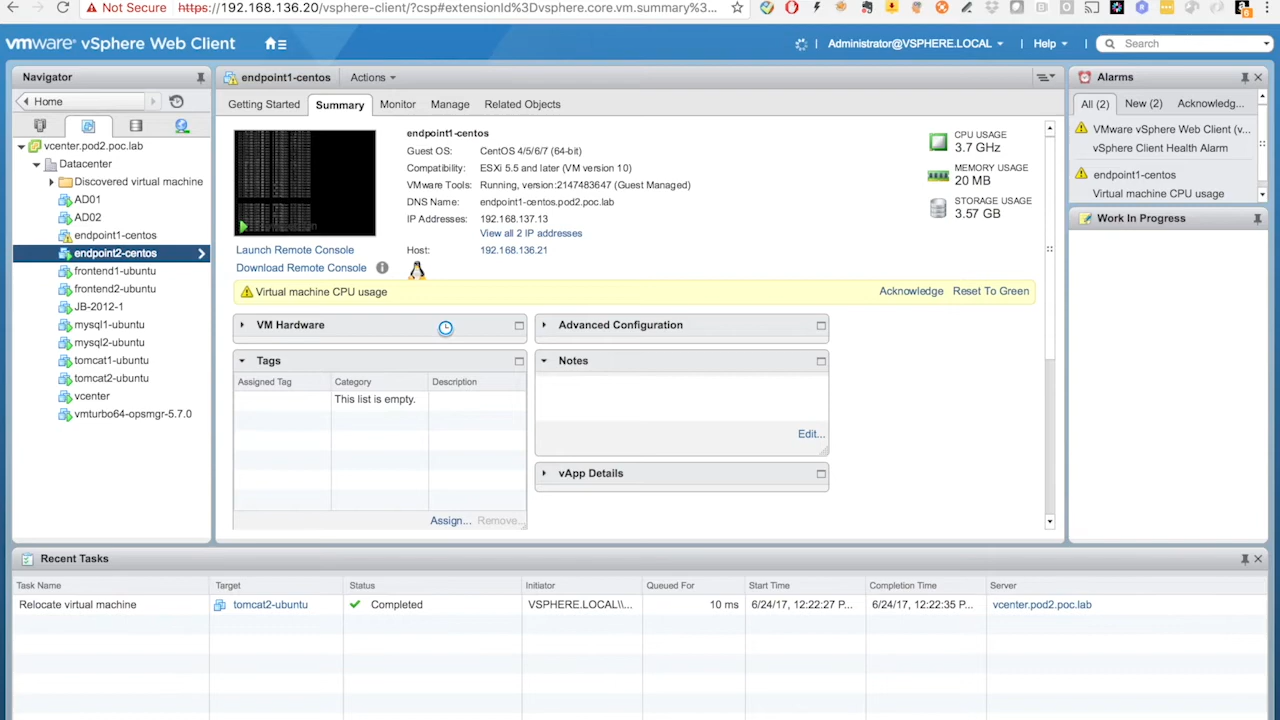 Not Secure https://192.168.136.20/vsphere-client/?csp#extensionId%3Dvsphere.core.vm.summary%3...
vmware® vSphere Web Client
Administrator@VSPHERE.LOCAL
Help
Search
Navigator
Home
vcenter.pod2.poc.lab
Datacenter
Discovered virtual machine
AD01
AD02
endpoint1-centos
endpoint2-centos
frontend1-ubuntu
frontend2-ubuntu
JB-2012-1
mysql1-ubuntu
mysql2-ubuntu
tomcat1-ubuntu
tomcat2-ubuntu
vcenter
vmturbo64-opsmgr-5.7.0
endpoint1-centos Actions
Getting Started Summary Monitor Manage Related Objects
endpoint1-centos
Guest OS: CentOS 4/5/6/7 (64-bit)
Compatibility: ESXi 5.5 and later (VM version 10)
VMware Tools: Running, version:2147483647 (Guest Managed)
DNS Name: endpoint1-centos.pod2.poc.lab
IP Addresses: 192.168.137.13
View all 2 IP addresses
Host: 192.168.136.21
Launch Remote Console
Download Remote Console
CPU USAGE
3.7 GHz
MEMORY USAGE
20 MB
STORAGE USAGE
3.57 GB
Virtual machine CPU usage Acknowledge Reset To Green
VM Hardware
Advanced Configuration
Tags
Assigned Tag Category Description
This list is empty.
Assign... Remove...
Notes
Edit...
vApp Details
Alarms
All (2) New (2) Acknowledg...
VMware vSphere Web Client (v...
vSphere Client Health Alarm
endpoint1-centos
Virtual machine CPU usage
Work In Progress
Recent Tasks
Task Name Target Status Initiator Queued For Start Time Completion Time Server
Relocate virtual machine tomcat2-ubuntu Completed VSPHERE.LOCAL\\... 10 ms 6/24/17, 12:22:27 P... 6/24/17, 12:22:35 P... vcenter.pod2.poc.lab